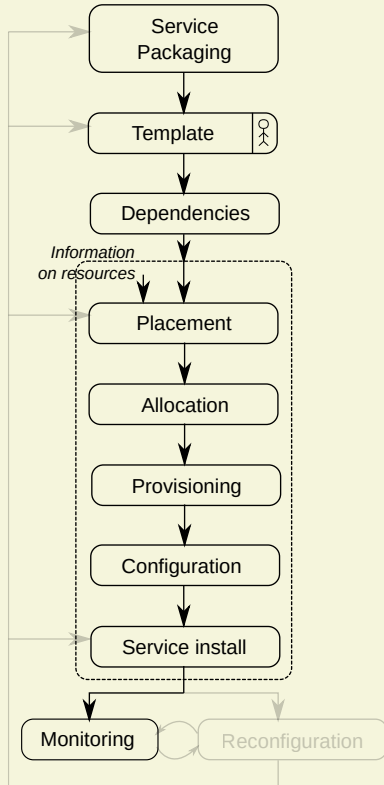 Service
Packaging
Template
Dependencies
Information
on resources
Placement
Allocation
Provisioning
Configuration
Service install
Monitoring
Reconfiguration